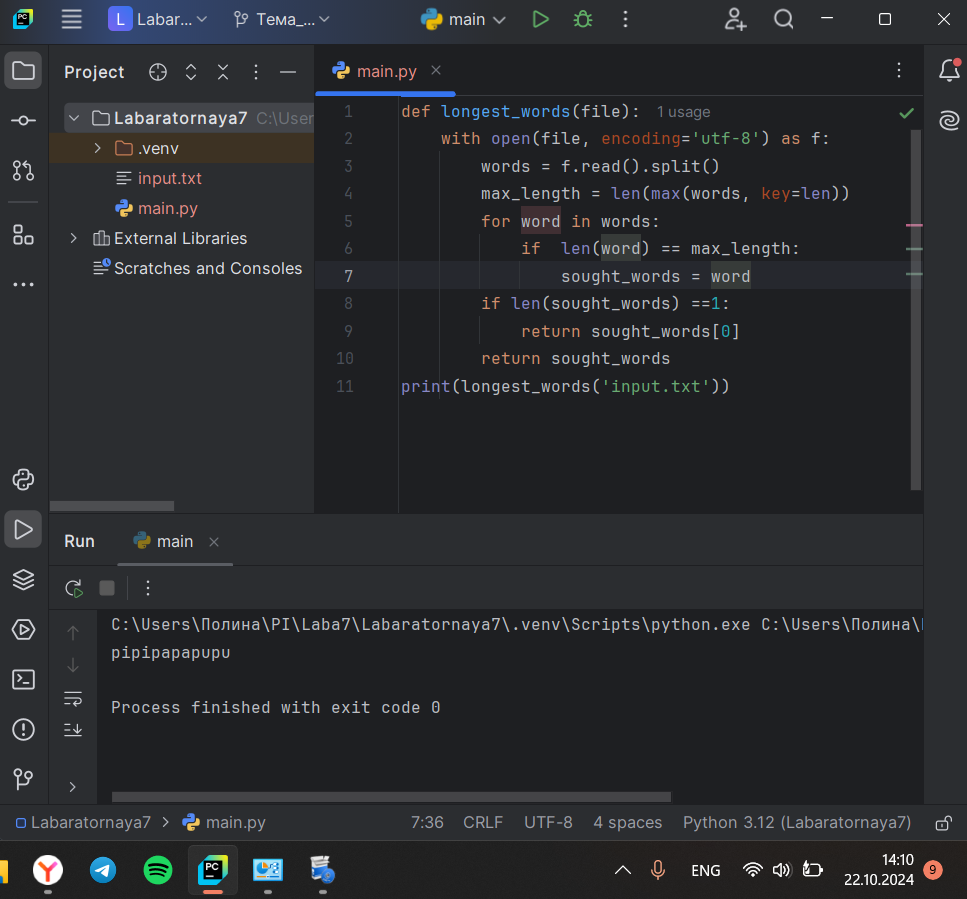 PC
L Labar...
Тема_...
main
Project
main.py
Labaratornaya7 C:\User
.venv
input.txt
main.py
External Libraries
Scratches and Consoles
1 def longest_words(file): 1 usage
2 with open(file, encoding='utf-8') as f:
3 words = f.read().split()
4 max_length = len(max(words, key=len))
5 for word in words:
6 if  len(word) == max_length:
7 sought_words = word
8 if len(sought_words) ==1:
9 return sought_words[0]
10 return sought_words
11 print(longest_words('input.txt'))
Run main
C:\Users\Полина\PI\Laba7\Labaratornaya7\.venv\Scripts\python.exe C:\Users\Полина\
pipipapapupu
Process finished with exit code 0
Labaratornaya7 > main.py 7:36 CRLF UTF-8 4 spaces Python 3.12 (Labaratornaya7)
PC
ENG
14:10
22.10.2024
9